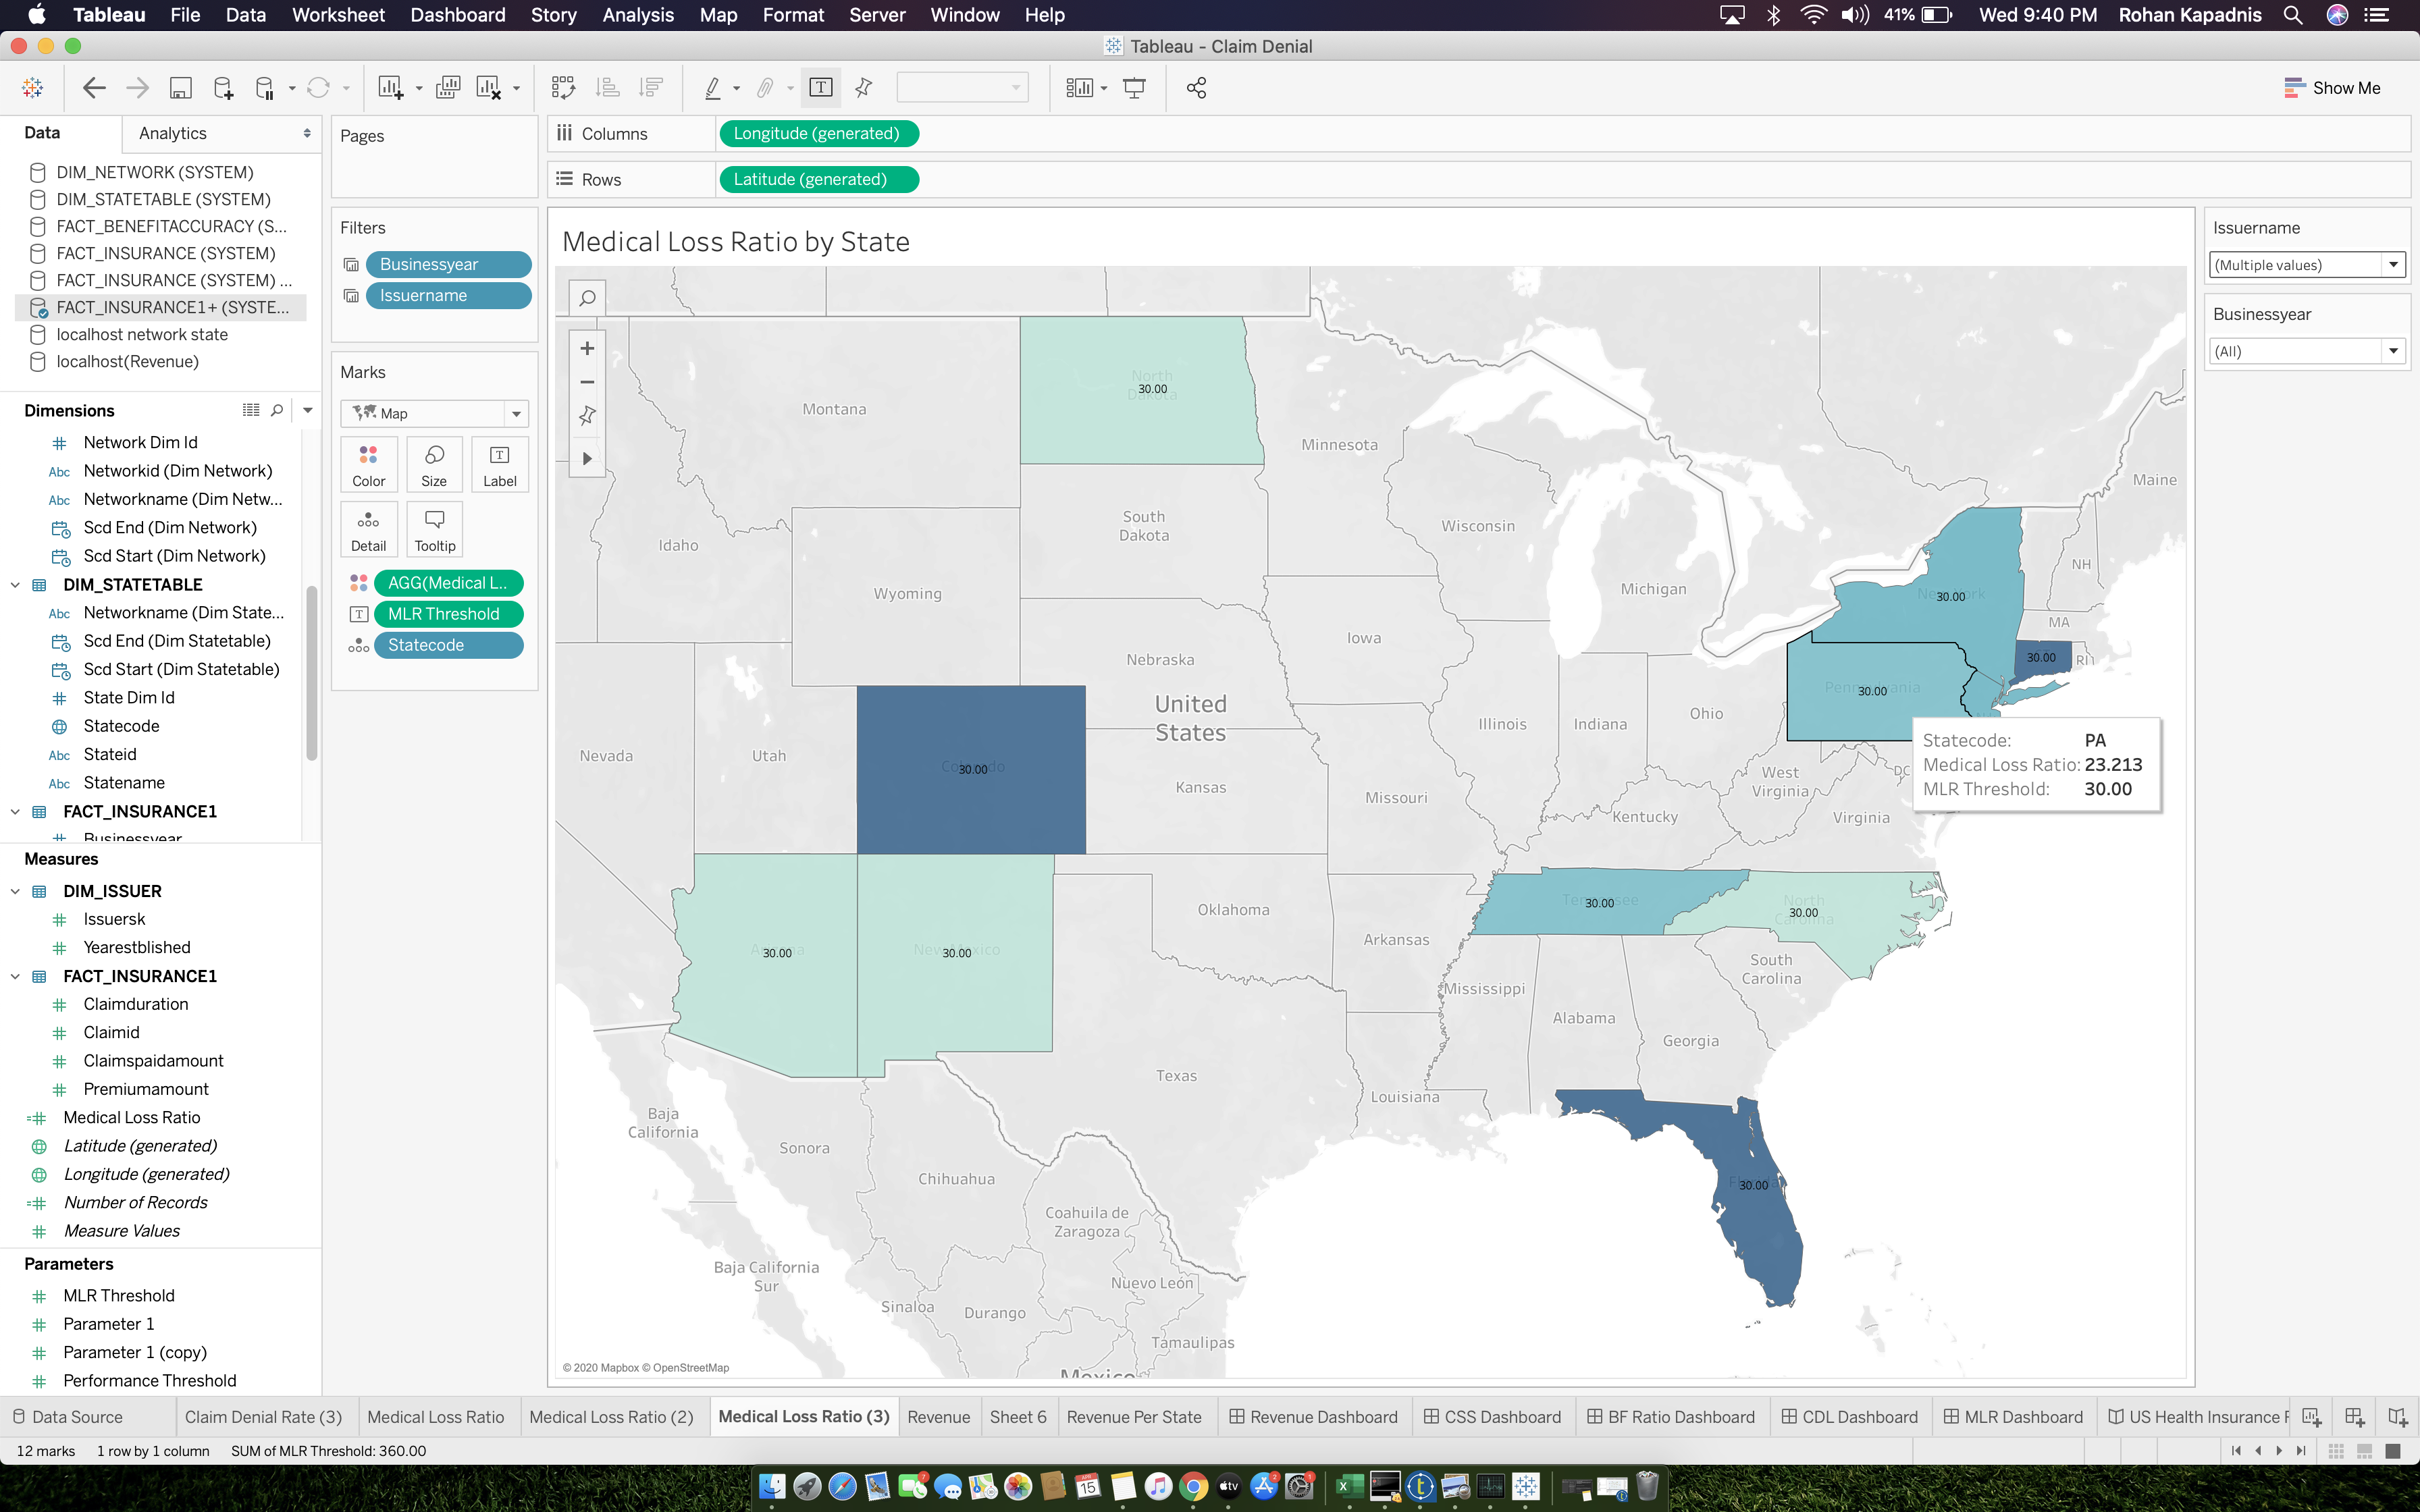 Tableau File Data Worksheet Dashboard Story Analysis Map Format Server Window Help 41% Wed 9:40 PM Rohan Kapadnis
Tableau - Claim Denial
Show Me
Data Analytics
DIM_NETWORK (SYSTEM)
DIM_STATETABLE (SYSTEM)
FACT_BENEFITACCURACY (S...
FACT_INSURANCE (SYSTEM)
FACT_INSURANCE (SYSTEM) ...
FACT_INSURANCE1+ (SYSTE...
localhost network state
localhost(Revenue)
Dimensions
Network Dim Id
Abc Networkid (Dim Network)
Abc Networkname (Dim Netw...
Scd End (Dim Network)
Scd Start (Dim Network)
DIM_STATETABLE
Abc Networkname (Dim State...
Scd End (Dim Statetable)
Scd Start (Dim Statetable)
State Dim Id
Statecode
Abc Stateid
Abc Statename
FACT_INSURANCE1
Businessyear
Measures
DIM_ISSUER
Issuersk
Yearestblished
FACT_INSURANCE1
Claimduration
Claimid
Claimspaidamount
Premiumamount
Medical Loss Ratio
Latitude (generated)
Longitude (generated)
Number of Records
Measure Values
Parameters
MLR Threshold
Parameter 1
Parameter 1 (copy)
Performance Threshold
Pages
Filters
Businessyear
Issuername
Marks
Map
Color Size Label
Detail Tooltip
AGG(Medical L..
MLR Threshold
Statecode
Columns Longitude (generated)
Rows Latitude (generated)
Medical Loss Ratio by State
Montana
North
Dakota
30.00
Minnesota
Maine
Idaho
South
Dakota
Wisconsin
NH
Wyoming
Michigan
New York
30.00
MA
Iowa
Nebraska
30.00
RI
Pennsylvania
30.00
United
States
Illinois
Indiana
Ohio
Nevada
Utah
Colorado
30.00
Kansas
Missouri
West
Virginia
DC
Kentucky
Virginia
Statecode: PA
Medical Loss Ratio: 23.213
MLR Threshold: 30.00
Oklahoma
Tennessee
30.00
North
Carolina
30.00
Arizona
30.00
New Mexico
30.00
Arkansas
South
Carolina
Mississippi
Alabama
Georgia
Texas
Louisiana
Florida
30.00
Baja
California
Sonora
Chihuahua
Coahuila de
Zaragoza
Baja California
Sur
Nuevo León
Sinaloa
Durango
Tamaulipas
Mexico
© 2020 Mapbox © OpenStreetMap
Issuername
(Multiple values)
Businessyear
(All)
Data Source Claim Denial Rate (3) Medical Loss Ratio Medical Loss Ratio (2) Medical Loss Ratio (3) Revenue Sheet 6 Revenue Per State Revenue Dashboard CSS Dashboard BF Ratio Dashboard CDL Dashboard MLR Dashboard US Health Insurance
12 marks 1 row by 1 column SUM of MLR Threshold: 360.00